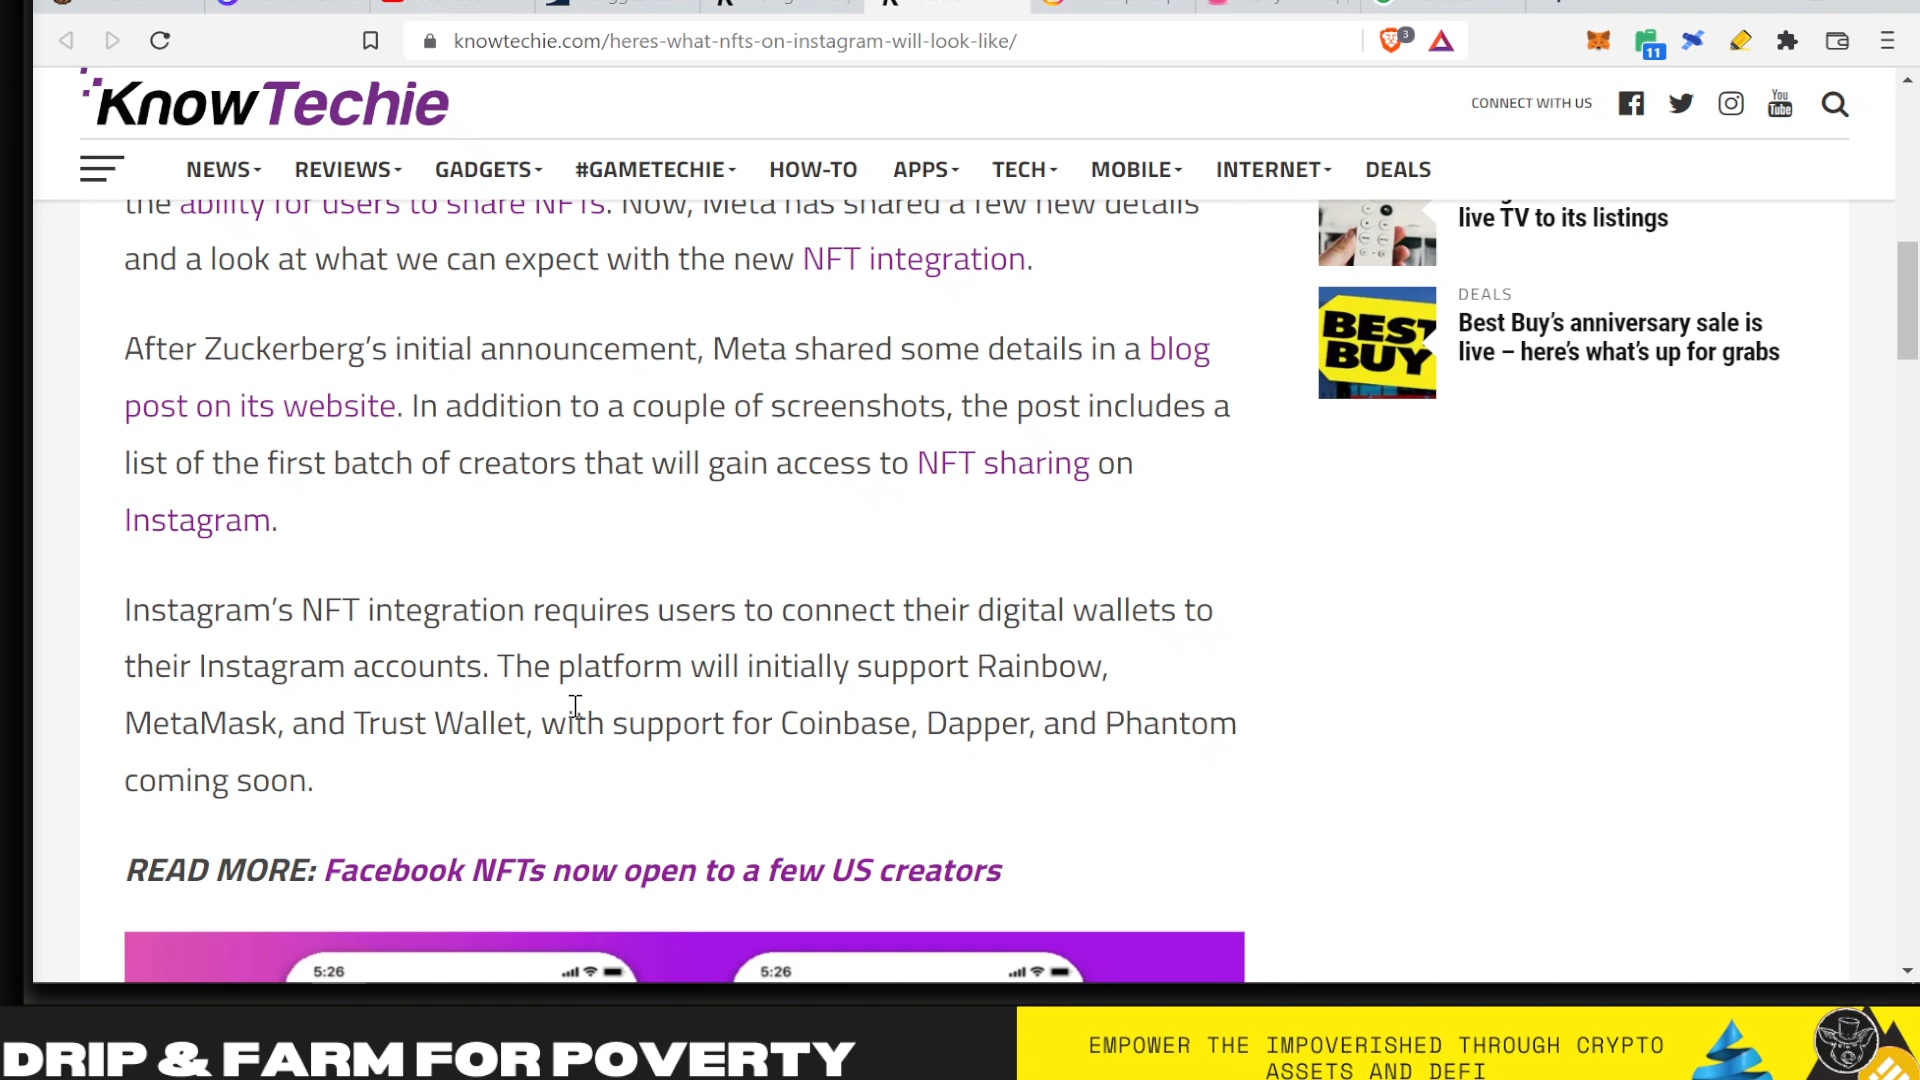 knowtechie.com/heres-what-nfts-on-instagram-will-look-like/
3
11
KnowTechie
CONNECT WITH US
You
Tube
NEWS
REVIEWS
GADGETS
#GAMETECHIE
HOW-TO
APPS
TECH
MOBILE
INTERNET
DEALS
the ability for users to share NFTs. Now, Meta has shared a few new details
and a look at what we can expect with the new NFT integration.
After Zuckerberg’s initial announcement, Meta shared some details in a blog
post on its website. In addition to a couple of screenshots, the post includes a
list of the first batch of creators that will gain access to NFT sharing on
Instagram.
Instagram’s NFT integration requires users to connect their digital wallets to
their Instagram accounts. The platform will initially support Rainbow,
MetaMask, and Trust Wallet, with support for Coinbase, Dapper, and Phantom
coming soon.
READ MORE: Facebook NFTs now open to a few US creators
5:26
5:26
live TV to its listings
BEST
BUY
DEALS
Best Buy’s anniversary sale is
live – here’s what’s up for grabs
DRIP & FARM FOR POVERTY
EMPOWER THE IMPOVERISHED THROUGH CRYPTO
ASSETS AND DEFI